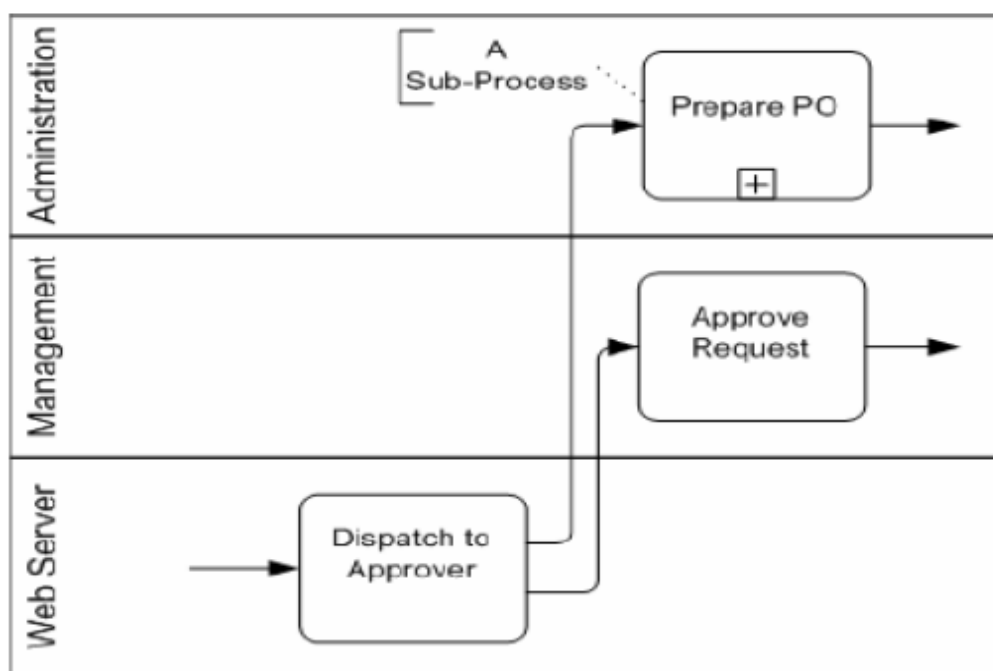 Administration
A
Sub-Process
Prepare PO
Management
Approve
Request
Web Server
Dispatch to
Approver